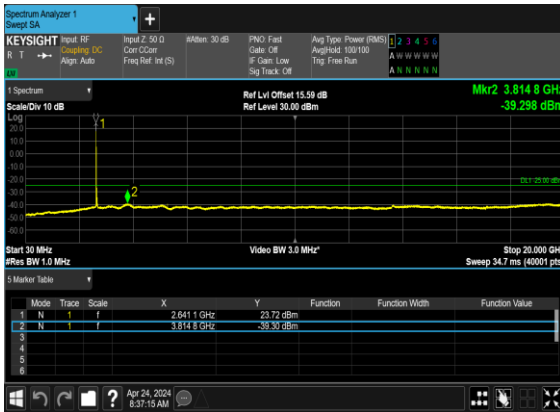 Spectrum Analyzer 1
Swept SA
+
KEYSIGHT Input: RF Input Z: 50 Ω #Atten: 30 dB PNO: Fast Avg Type: Power (RMS) 1 2 3 4 5 6
R T Coupling: DC Corr CCorr Gate: Off Avg|Hold: 100/100 A W W W W W
Align: Auto Freq Ref: Int (S) IF Gain: Low Trig: Free Run
LXI Sig Track: Off A N N N N N
1 Spectrum Ref Lvl Offset 15.59 dB Mkr2 3.814 8 GHz
Scale/Div 10 dB Ref Level 30.00 dBm -39.298 dBm
Log
20.0
10.0
0.00
-10.0
-20.0
-30.0
-40.0
-50.0
-60.0
1
2
DL1 -25.00 dBm
Start 30 MHz Video BW 3.0 MHz* Stop 20.000 GHz
#Res BW 1.0 MHz Sweep 34.7 ms (40001 pts)
5 Marker Table
Mode Trace Scale X Y Function Function Width Function Value
1 N 1 f 2.641 1 GHz 23.72 dBm
2 N 1 f 3.814 8 GHz -39.30 dBm
3
4
5
6
? Apr 24, 2024
8:37:15 AM